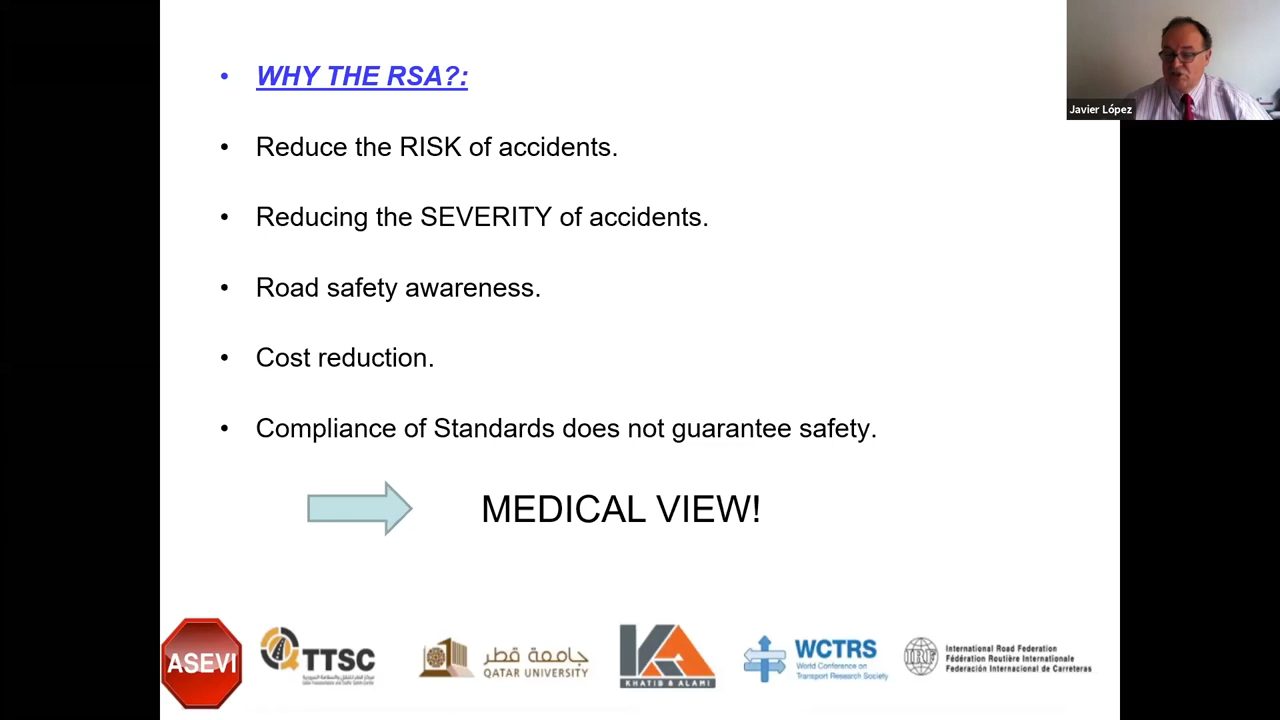 WHY THE RSA?:
Javier López
Reduce the RISK of accidents.
Reducing the SEVERITY of accidents.
Road safety awareness.
Cost reduction.
Compliance of Standards does not guarantee safety.
MEDICAL VIEW!
ASEVI
TTSC
جامعة قطر
QATAR UNIVERSITY
KA
KHATIB & ALAMI
WCTRS
World Conference on
Transport Research Society
IRF
International Road Federation
Fédération Routière Internationale
Federación Internacional de Carreteras